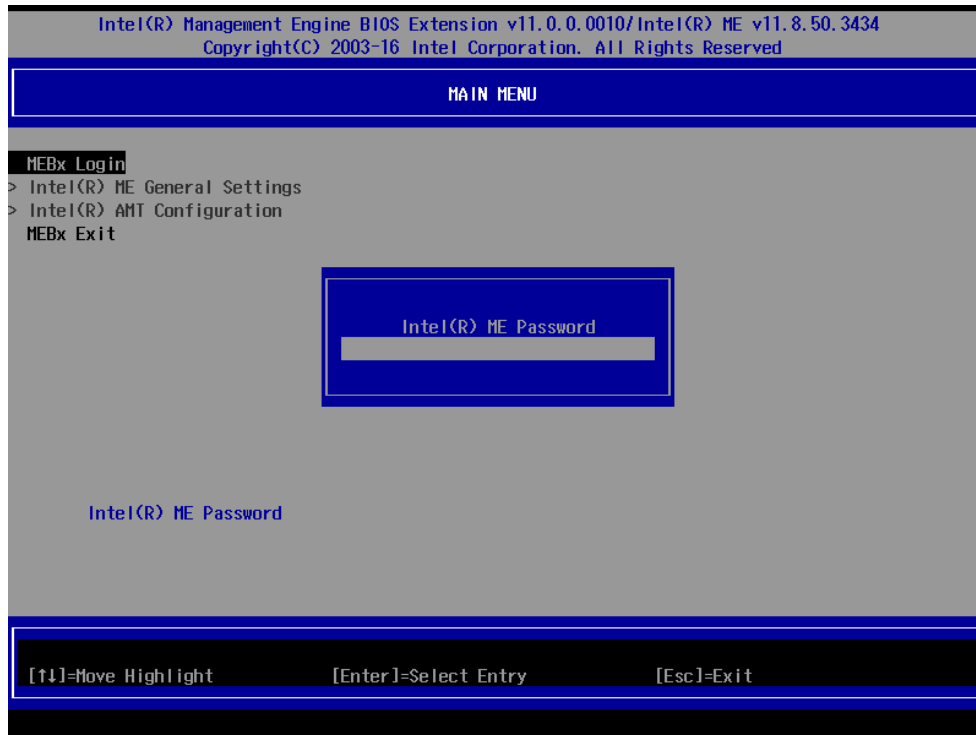 Intel(R) Management Engine BIOS Extension v11.0.0.0010/Intel(R) ME v11.8.50.3434
Copyright(C) 2003-16 Intel Corporation. All Rights Reserved
MAIN MENU
MEBx Login
> Intel(R) ME General Settings
> Intel(R) AMT Configuration
MEBx Exit
Intel(R) ME Password
Intel(R) ME Password
[↑↓]=Move Highlight [Enter]=Select Entry [Esc]=Exit